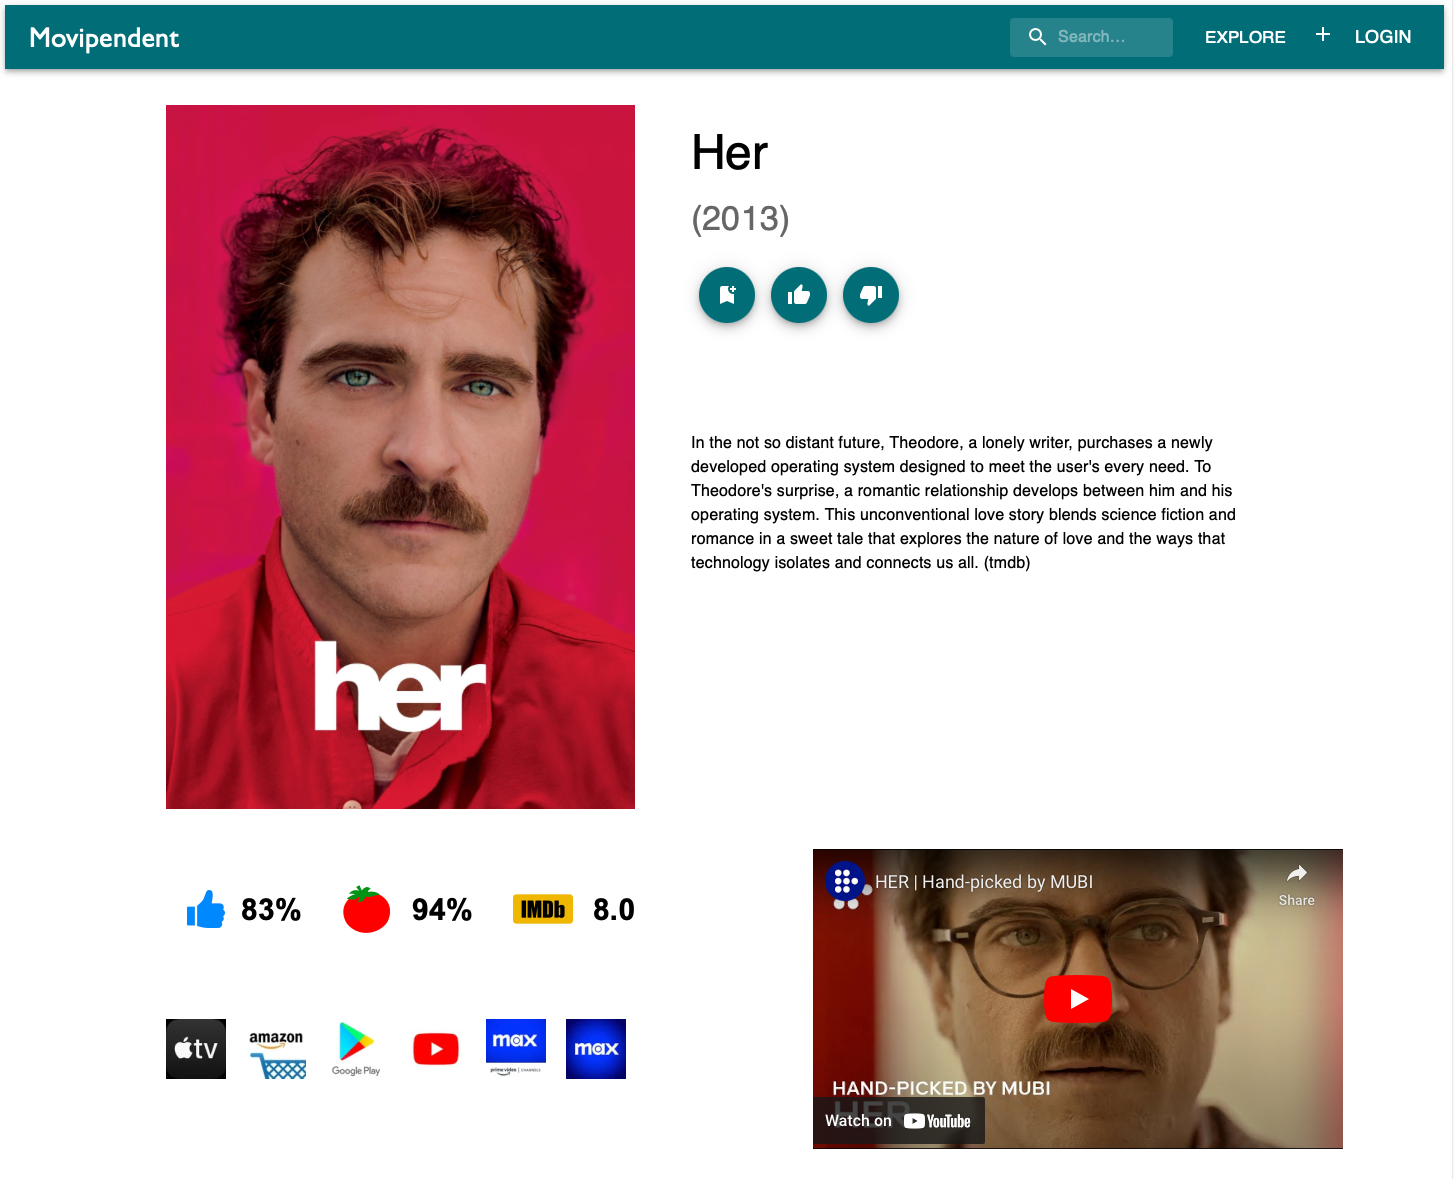 Movipendent
Search...
EXPLORE
+
LOGIN
her
Her
(2013)
In the not so distant future, Theodore, a lonely writer, purchases a newly
developed operating system designed to meet the user's every need. To
Theodore's surprise, a romantic relationship develops between him and his
operating system. This unconventional love story blends science fiction and
romance in a sweet tale that explores the nature of love and the ways that
technology isolates and connects us all. (tmdb)
83%
94%
IMDb
8.0
tv
amazon
Google Play
max
prime video | CHANNELS
max
HER | Hand-picked by MUBI
Share
HAND-PICKED BY MUBI
HER
Watch on YouTube